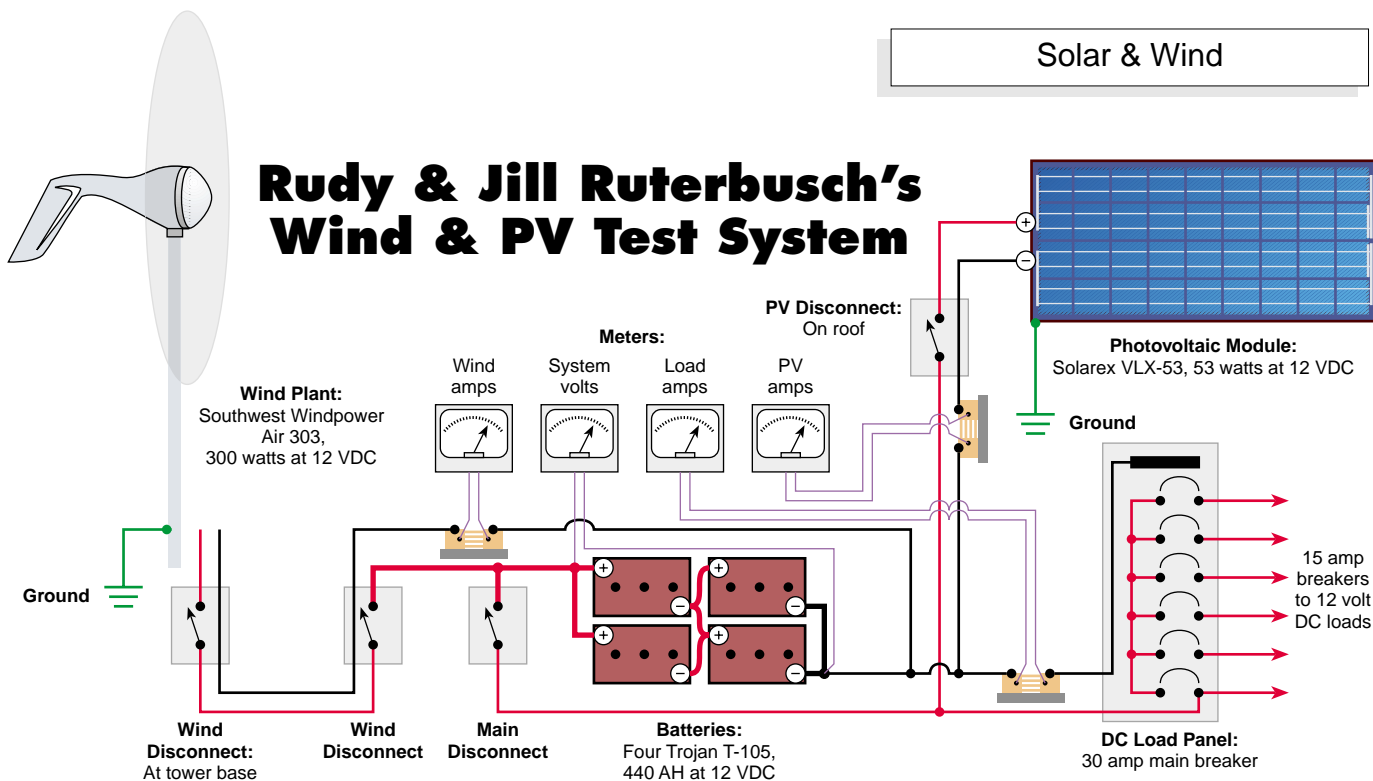 Solar & Wind
Rudy & Jill Ruterbusch's
Wind & PV Test System
+
−
PV Disconnect:
On roof
Photovoltaic Module:
Solarex VLX-53, 53 watts at 12 VDC
Ground
Meters:
Wind
amps
System
volts
Load
amps
PV
amps
Wind Plant:
Southwest Windpower
Air 303,
300 watts at 12 VDC
Ground
+
+
−
−
+
+
−
−
15 amp
breakers
to 12 volt
DC loads
Wind
Disconnect:
At tower base
Wind
Disconnect
Main
Disconnect
Batteries:
Four Trojan T-105,
440 AH at 12 VDC
DC Load Panel:
30 amp main breaker